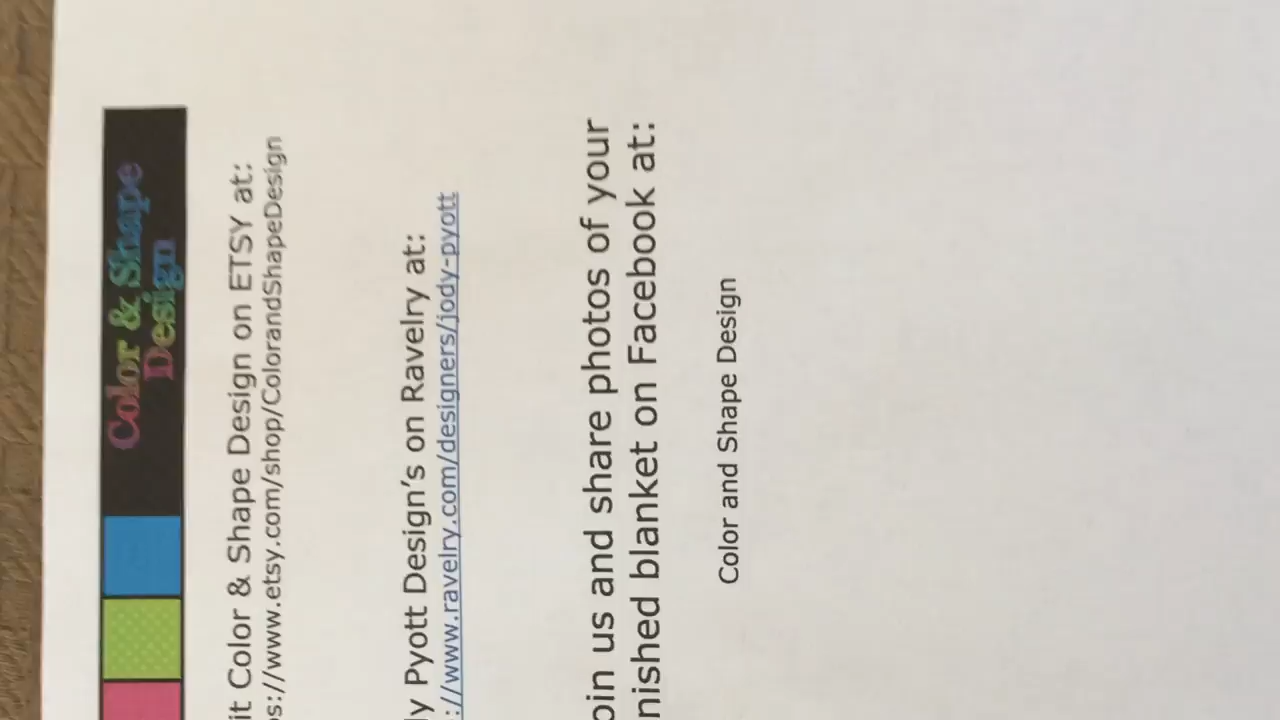 Color & Shape
Design
it Color & Shape Design on ETSY at:
ps://www.etsy.com/shop/ColorandShapeDesign
ly Pyott Design's on Ravelry at:
://www.ravelry.com/designers/jody-pyott
oin us and share photos of your
nished blanket on Facebook at:
Color and Shape Design